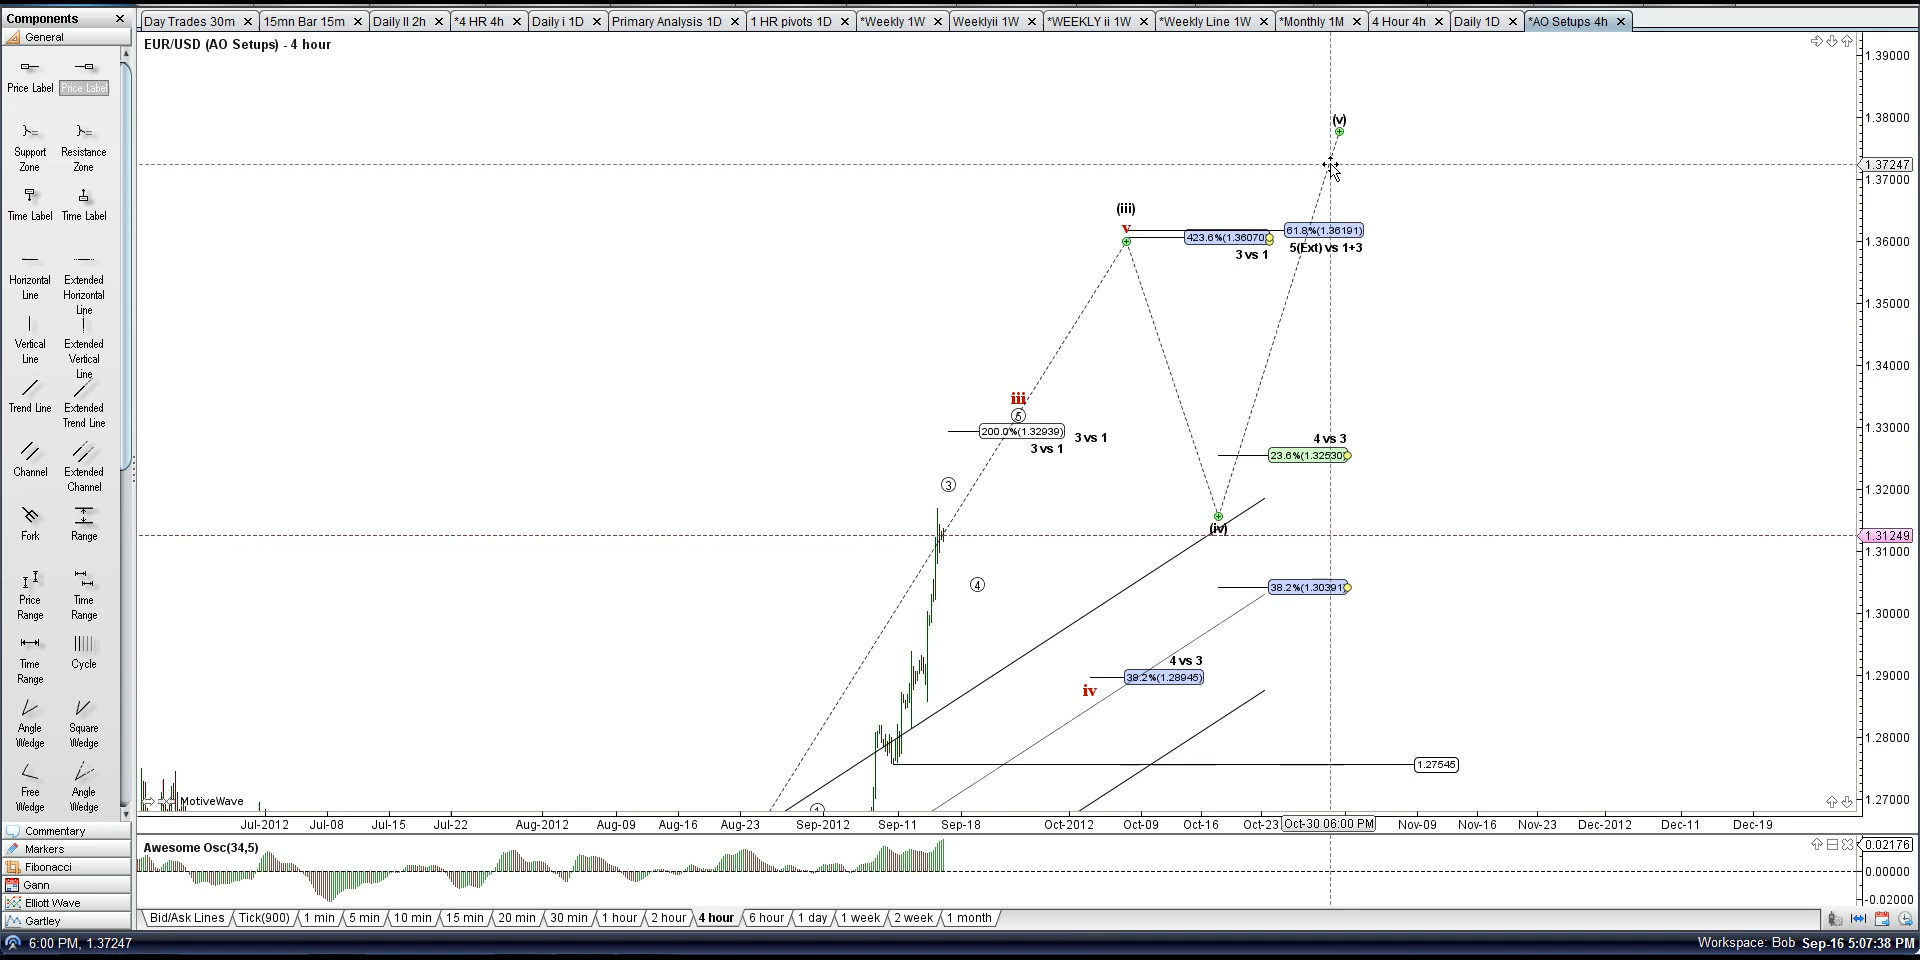 Components
General
Price Label Price Label
Support Zone Resistance Zone
Time Label Time Label
Horizontal Line Extended Horizontal Line
Vertical Line Extended Vertical Line
Trend Line Extended Trend Line
Channel Extended Channel
Fork Range
Price Range Time Range
Time Range Cycle
Angle Wedge Square Wedge
Free Wedge Angle Wedge
Commentary
Markers
Fibonacci
Gann
Elliott Wave
Gartley
Day Trades 30m 15mn Bar 15m Daily II 2h *4 HR 4h Daily i 1D Primary Analysis 1D 1 HR pivots 1D *Weekly 1W Weeklyii 1W *WEEKLY ii 1W *Weekly Line 1W *Monthly 1M 4 Hour 4h Daily 1D *AO Setups 4h
EUR/USD (AO Setups) - 4 hour
1.39000
(v)
1.38000
1.37247
1.37000
(iii)
v
423.6%(1.36070) 61.8%(1.36191)
3 vs 1 5(Ext) vs 1+3
1.36000
1.35000
1.34000
iii
5
200.0%(1.32939) 3 vs 1
3 vs 1
4 vs 3
23.6%(1.32530)
1.33000
3
1.32000
(iv)
1.31249
1.31000
4
38.2%(1.30391)
1.30000
4 vs 3
38.2%(1.28945)
iv
1.29000
1.28000
1.27545
1.27000
1
MotiveWave
Jul-2012 Jul-08 Jul-15 Jul-22 Aug-2012 Aug-09 Aug-16 Aug-23 Sep-2012 Sep-11 Sep-18 Oct-2012 Oct-09 Oct-16 Oct-23 Oct-30 06:00 PM Nov-09 Nov-16 Nov-23 Dec-2012 Dec-11 Dec-19
Awesome Osc(34,5)
0.02176
0.00000
-0.02000
Bid/Ask Lines Tick(900) 1 min 5 min 10 min 15 min 20 min 30 min 1 hour 2 hour 4 hour 6 hour 1 day 1 week 2 week 1 month
6:00 PM, 1.37247
Workspace: Bob Sep-16 5:07:38 PM